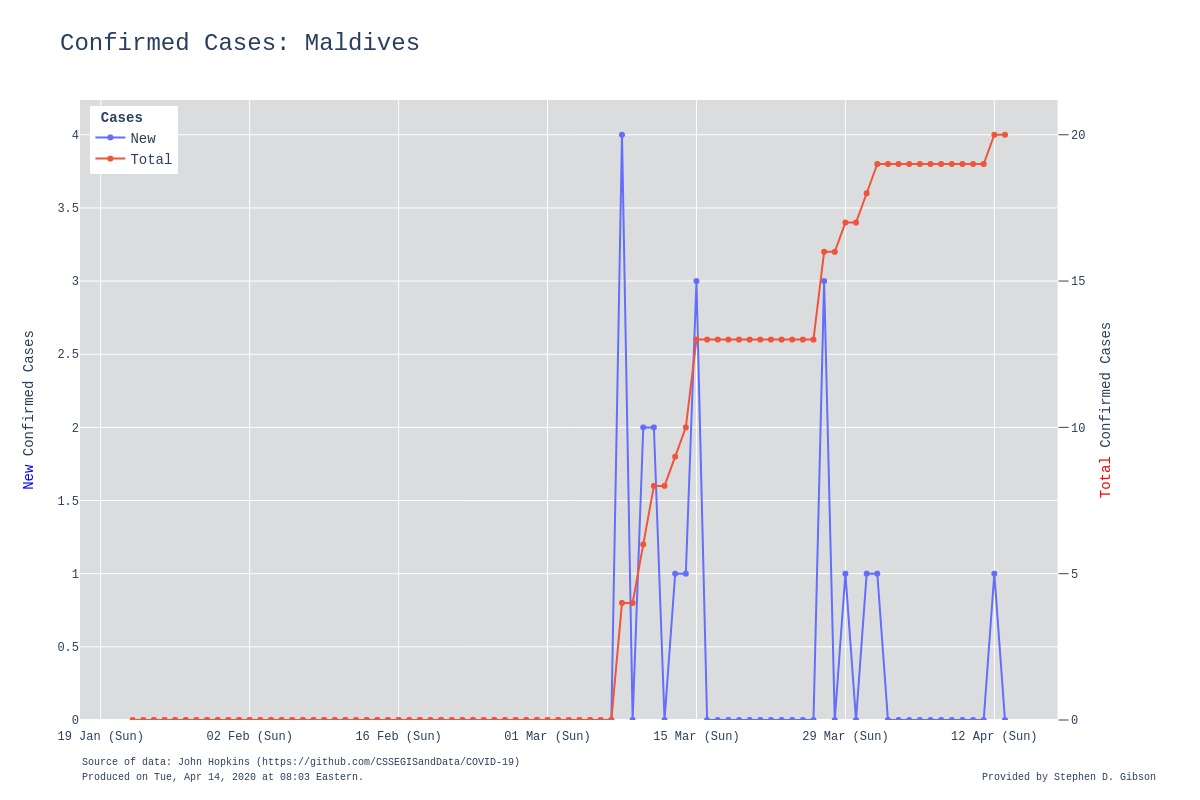 Confirmed Cases: Maldives
Cases
New
Total
4
3.5
3
2.5
2
1.5
1
0.5
0
20
15
10
5
0
New Confirmed Cases
Total Confirmed Cases
19 Jan (Sun)
02 Feb (Sun)
16 Feb (Sun)
01 Mar (Sun)
15 Mar (Sun)
29 Mar (Sun)
12 Apr (Sun)
Source of data: John Hopkins (https://github.com/CSSEGISandData/COVID-19)
Produced on Tue, Apr 14, 2020 at 08:03 Eastern.
Provided by Stephen D. Gibson